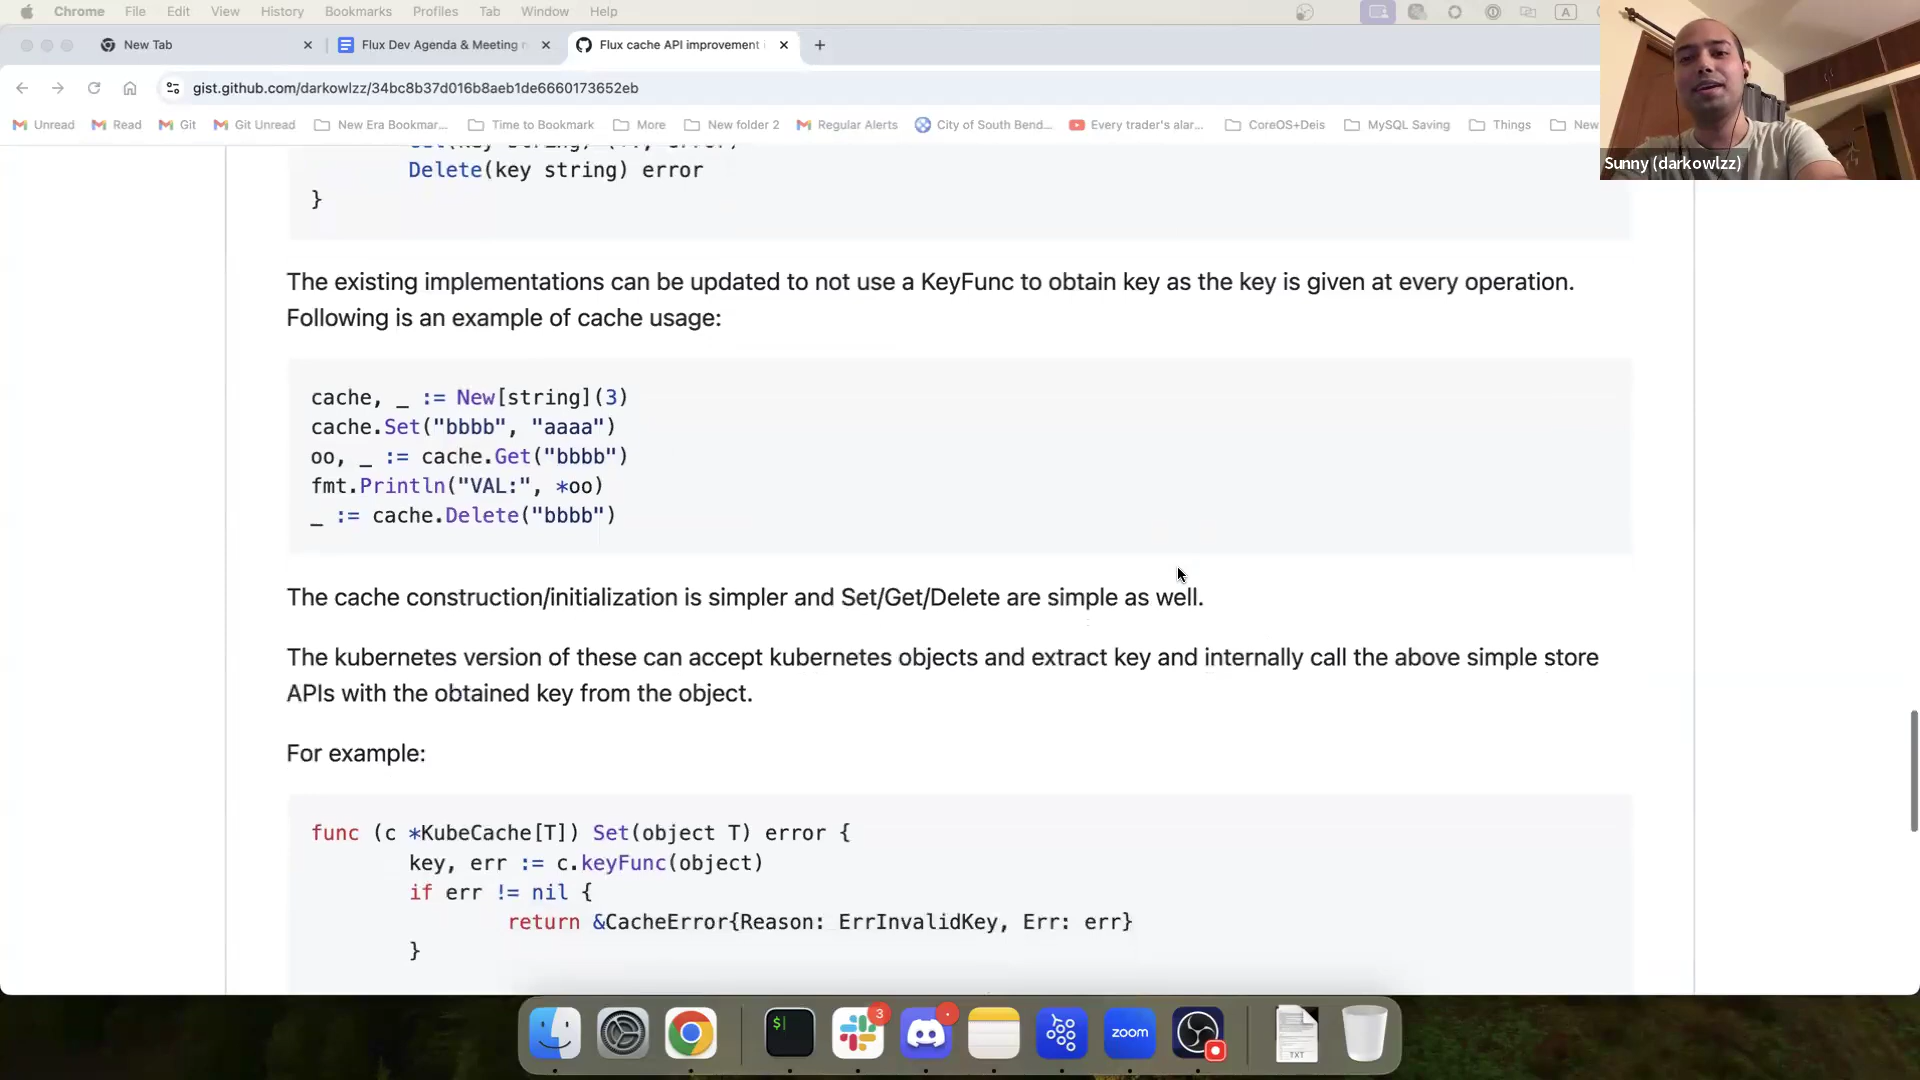 Chrome File Edit View History Bookmarks Profiles Tab Window Help
New Tab
Flux Dev Agenda & Meeting
Flux cache API improvement
gist.github.com/darkowlzz/34bc8b37d016b8aeb1de6660173652eb
Unread Read Git Git Unread New Era Bookmar... Time to Bookmark More New folder 2 Regular Alerts City of South Bend... Every trader's alar... CoreOS+Deis MySQL Saving Things New
Sunny (darkowlzz)
Delete(key string) error
}
The existing implementations can be updated to not use a KeyFunc to obtain key as the key is given at every operation.
Following is an example of cache usage:
cache, _ := New[string](3)
cache.Set("bbbb", "aaaa")
oo, _ := cache.Get("bbbb")
fmt.Println("VAL:", *oo)
_ := cache.Delete("bbbb")
The cache construction/initialization is simpler and Set/Get/Delete are simple as well.
The kubernetes version of these can accept kubernetes objects and extract key and internally call the above simple store
APIs with the obtained key from the object.
For example:
func (c *KubeCache[T]) Set(object T) error {
key, err := c.keyFunc(object)
if err != nil {
return &CacheError{Reason: ErrInvalidKey, Err: err}
}
3
zoom
TXT